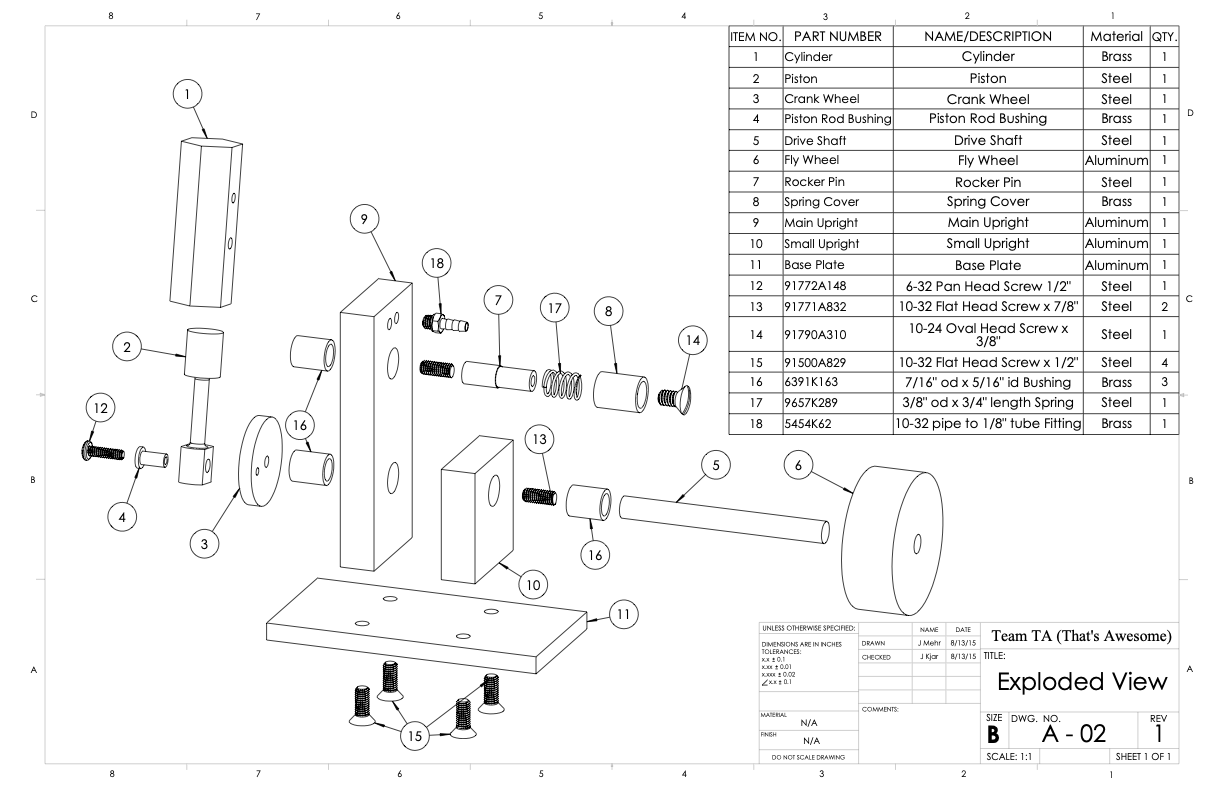 8 7 6 5 4 3 2 1
ITEM NO. PART NUMBER NAME/DESCRIPTION Material QTY.
1 Cylinder Cylinder Brass 1
2 Piston Piston Steel 1
3 Crank Wheel Crank Wheel Steel 1
4 Piston Rod Bushing Piston Rod Bushing Brass 1
5 Drive Shaft Drive Shaft Steel 1
6 Fly Wheel Fly Wheel Aluminum 1
7 Rocker Pin Rocker Pin Steel 1
8 Spring Cover Spring Cover Brass 1
9 Main Upright Main Upright Aluminum 1
10 Small Upright Small Upright Aluminum 1
11 Base Plate Base Plate Aluminum 1
12 91772A148 6-32 Pan Head Screw 1/2" Steel 1
13 91771A832 10-32 Flat Head Screw x 7/8" Steel 2
14 91790A310 10-24 Oval Head Screw x
3/8" Steel 1
15 91500A829 10-32 Flat Head Screw x 1/2" Steel 4
16 6391K163 7/16" od x 5/16" id Bushing Brass 3
17 9657K289 3/8" od x 3/4" length Spring Steel 1
18 5454K62 10-32 pipe to 1/8" tube Fitting Brass 1
D
D
C
C
B
B
A
A
1
9
18
7
17
8
14
2
12
16
13
5
6
4
3
16
10
11
15
UNLESS OTHERWISE SPECIFIED:
DIMENSIONS ARE IN INCHES
TOLERANCES:
x.x ± 0.1
x.xx ± 0.01
x.xxx ± 0.02
∠x.x ± 0.1
MATERIAL
N/A
FINISH
N/A
DO NOT SCALE DRAWING
NAME DATE
DRAWN J Mehr 8/13/15
CHECKED J Kjar 8/13/15
COMMENTS:
Team TA (That's Awesome)
TITLE:
Exploded View
SIZE DWG. NO. REV
B A - 02 1
SCALE: 1:1 SHEET 1 OF 1
8 7 6 5 4 3 2 1